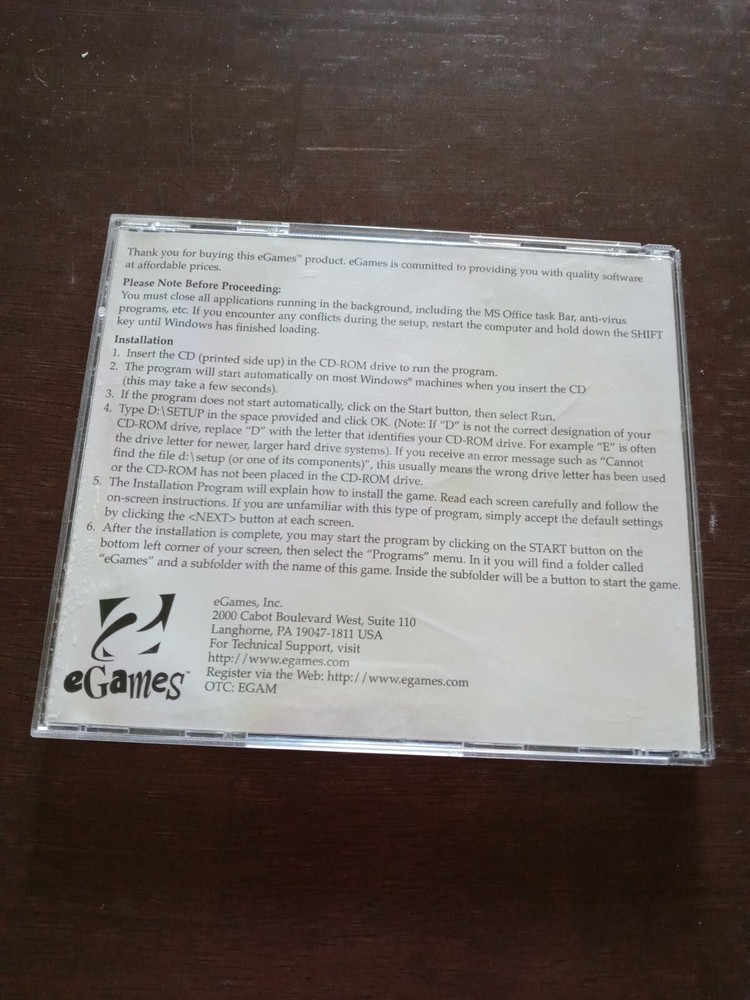 Thank you for buying this eGames™ product. eGames is committed to providing you with quality software
at affordable prices.
Please Note Before Proceeding:
You must close all applications running in the background, including the MS Office task Bar, anti-virus
programs, etc. If you encounter any conflicts during the setup, restart the computer and hold down the SHIFT
key until Windows has finished loading.
Installation
1. Insert the CD (printed side up) in the CD-ROM drive to run the program.
2. The program will start automatically on most Windows® machines when you insert the CD
(this may take a few seconds).
3. If the program does not start automatically, click on the Start button, then select Run.
4. Type D:\SETUP in the space provided and click OK. (Note: If "D" is not the correct designation of your
CD-ROM drive, replace "D" with the letter that identifies your CD-ROM drive. For example "E" is often
the drive letter for newer, larger hard drive systems). If you receive an error message such as "Cannot
find the file d:\setup (or one of its components)", this usually means the wrong drive letter has been used
or the CD-ROM has not been placed in the CD-ROM drive.
5. The Installation Program will explain how to install the game. Read each screen carefully and follow the
on-screen instructions. If you are unfamiliar with this type of program, simply accept the default settings
by clicking the <NEXT> button at each screen.
6. After the installation is complete, you may start the program by clicking on the START button on the
bottom left corner of your screen, then select the "Programs" menu. In it you will find a folder called
"eGames" and a subfolder with the name of this game. Inside the subfolder will be a button to start the game.
eGames™
eGames, Inc.
2000 Cabot Boulevard West, Suite 110
Langhorne, PA 19047-1811 USA
For Technical Support, visit
http://www.egames.com
Register via the Web: http://www.egames.com
OTC: EGAM